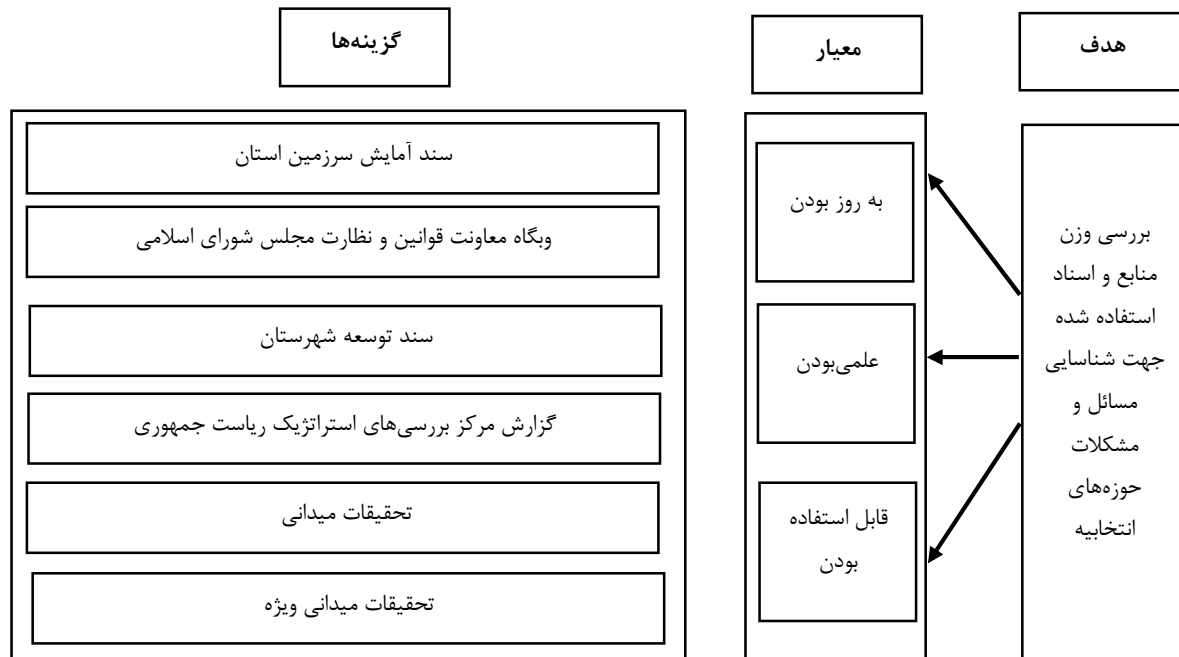 هدف
معیار
گزینه‌ها
بررسی وزن
منابع و اسناد
استفاده شده
جهت شناسایی
مسائل و
مشکلات
حوزه‌های
انتخابیه
به روز بودن
علمی‌بودن
قابل استفاده
بودن
سند آمایش سرزمین استان
وبگاه معاونت قوانین و نظارت مجلس شورای اسلامی
سند توسعه شهرستان
گزارش مرکز بررسی‌های استراتژیک ریاست جمهوری
تحقیقات میدانی
تحقیقات میدانی ویژه